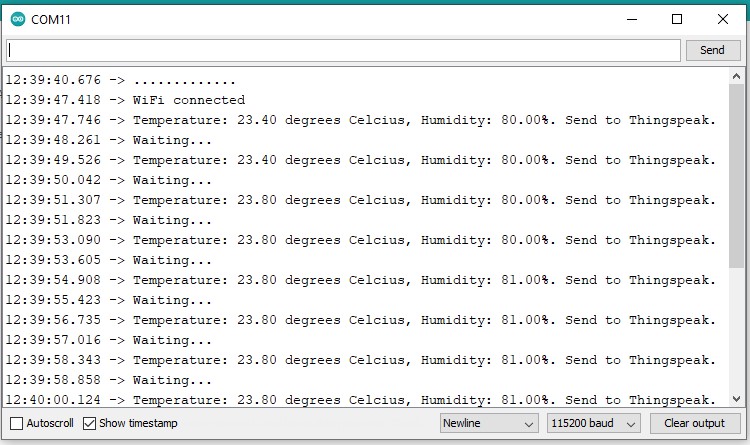 COM11
Send
12:39:40.676 -> .............
12:39:47.418 -> WiFi connected
12:39:47.746 -> Temperature: 23.40 degrees Celcius, Humidity: 80.00%. Send to Thingspeak.
12:39:48.261 -> Waiting...
12:39:49.526 -> Temperature: 23.40 degrees Celcius, Humidity: 80.00%. Send to Thingspeak.
12:39:50.042 -> Waiting...
12:39:51.307 -> Temperature: 23.80 degrees Celcius, Humidity: 80.00%. Send to Thingspeak.
12:39:51.823 -> Waiting...
12:39:53.090 -> Temperature: 23.80 degrees Celcius, Humidity: 80.00%. Send to Thingspeak.
12:39:53.605 -> Waiting...
12:39:54.908 -> Temperature: 23.80 degrees Celcius, Humidity: 81.00%. Send to Thingspeak.
12:39:55.423 -> Waiting...
12:39:56.735 -> Temperature: 23.80 degrees Celcius, Humidity: 81.00%. Send to Thingspeak.
12:39:57.016 -> Waiting...
12:39:58.343 -> Temperature: 23.80 degrees Celcius, Humidity: 81.00%. Send to Thingspeak.
12:39:58.858 -> Waiting...
12:40:00.124 -> Temperature: 23.80 degrees Celcius, Humidity: 81.00%. Send to Thingspeak.
Autoscroll Show timestamp Newline 115200 baud Clear output